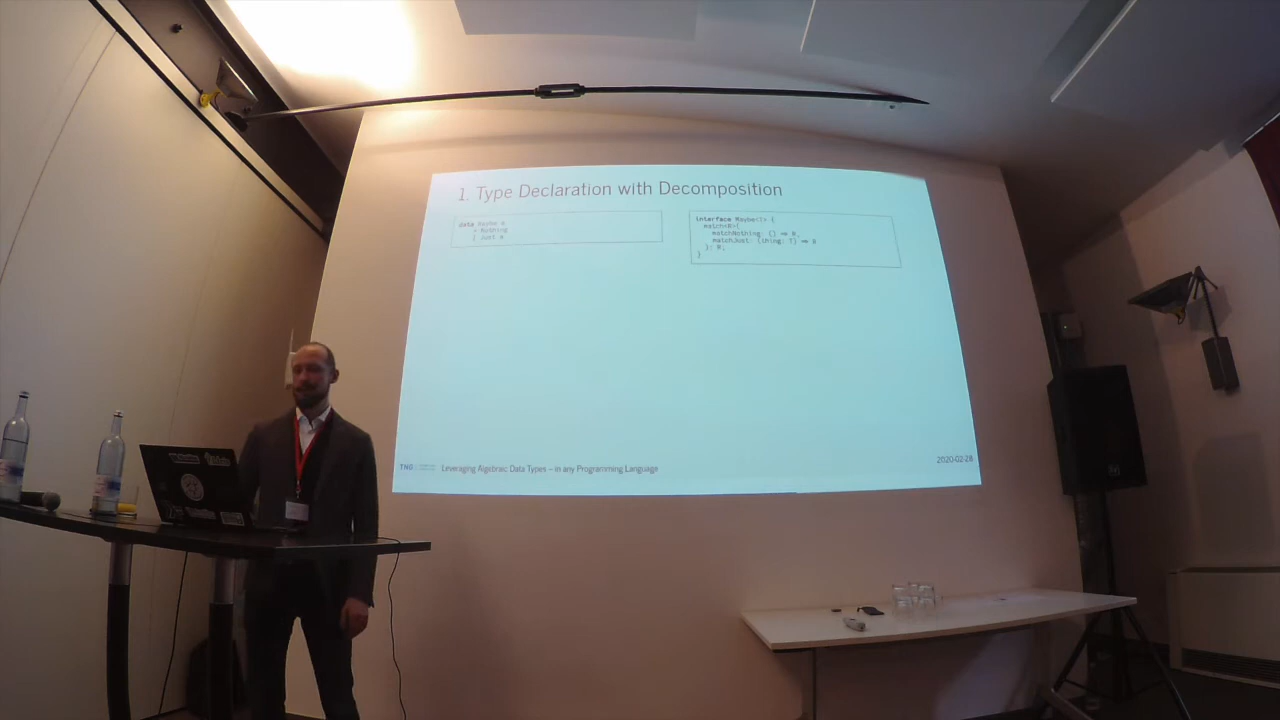 1. Type Declaration with Decomposition
data Maybe a
= Nothing
| Just a
interface Maybe<T> {
match<R>({
matchNothing: () => R,
matchJust: (thing: T) => R
}): R;
}
TNG
Leveraging Algebraic Data Types – in any Programming Language
2020-02-28